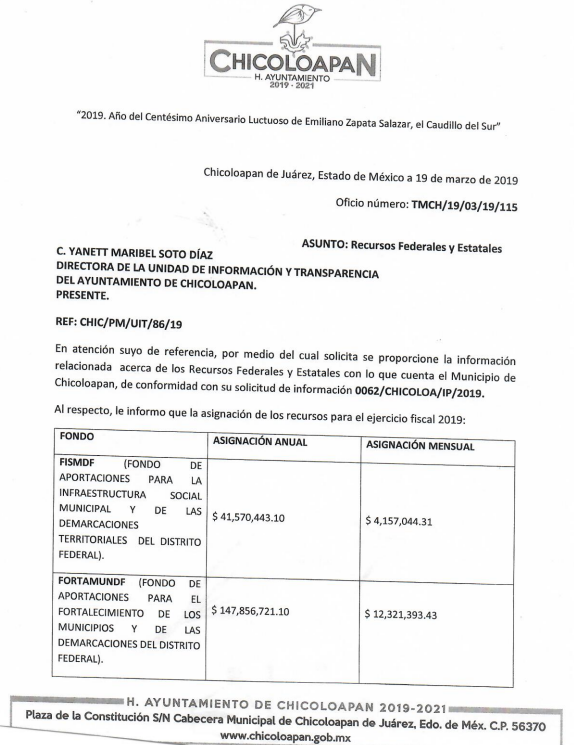 CHICOLOAPAN
H. AYUNTAMIENTO
2019 - 2021
"2019. Año del Centésimo Aniversario Luctuoso de Emiliano Zapata Salazar, el Caudillo del Sur"
Chicoloapan de Juárez, Estado de México a 19 de marzo de 2019
Oficio número: TMCH/19/03/19/115
ASUNTO: Recursos Federales y Estatales
C. YANETT MARIBEL SOTO DÍAZ
DIRECTORA DE LA UNIDAD DE INFORMACIÓN Y TRANSPARENCIA
DEL AYUNTAMIENTO DE CHICOLOAPAN.
PRESENTE.
REF: CHIC/PM/UIT/86/19
En atención suyo de referencia, por medio del cual solicita se proporcione la información
relacionada acerca de los Recursos Federales y Estatales con lo que cuenta el Municipio de
Chicoloapan, de conformidad con su solicitud de información 0062/CHICOLOA/IP/2019.
Al respecto, le informo que la asignación de los recursos para el ejercicio fiscal 2019:
FONDO ASIGNACIÓN ANUAL ASIGNACIÓN MENSUAL
FISMDF (FONDO DE
APORTACIONES PARA LA
INFRAESTRUCTURA SOCIAL
MUNICIPAL Y DE LAS
DEMARCACIONES
TERRITORIALES DEL DISTRITO
FEDERAL).
$ 41,570,443.10 $ 4,157,044.31
FORTAMUNDF (FONDO DE
APORTACIONES PARA EL
FORTALECIMIENTO DE LOS
MUNICIPIOS Y DE LAS
DEMARCACIONES DEL DISTRITO
FEDERAL).
$ 147,856,721.10 $ 12,321,393.43
H. AYUNTAMIENTO DE CHICOLOAPAN 2019-2021
Plaza de la Constitución S/N Cabecera Municipal de Chicoloapan de Juárez, Edo. de Méx. C.P. 56370
www.chicoloapan.gob.mx